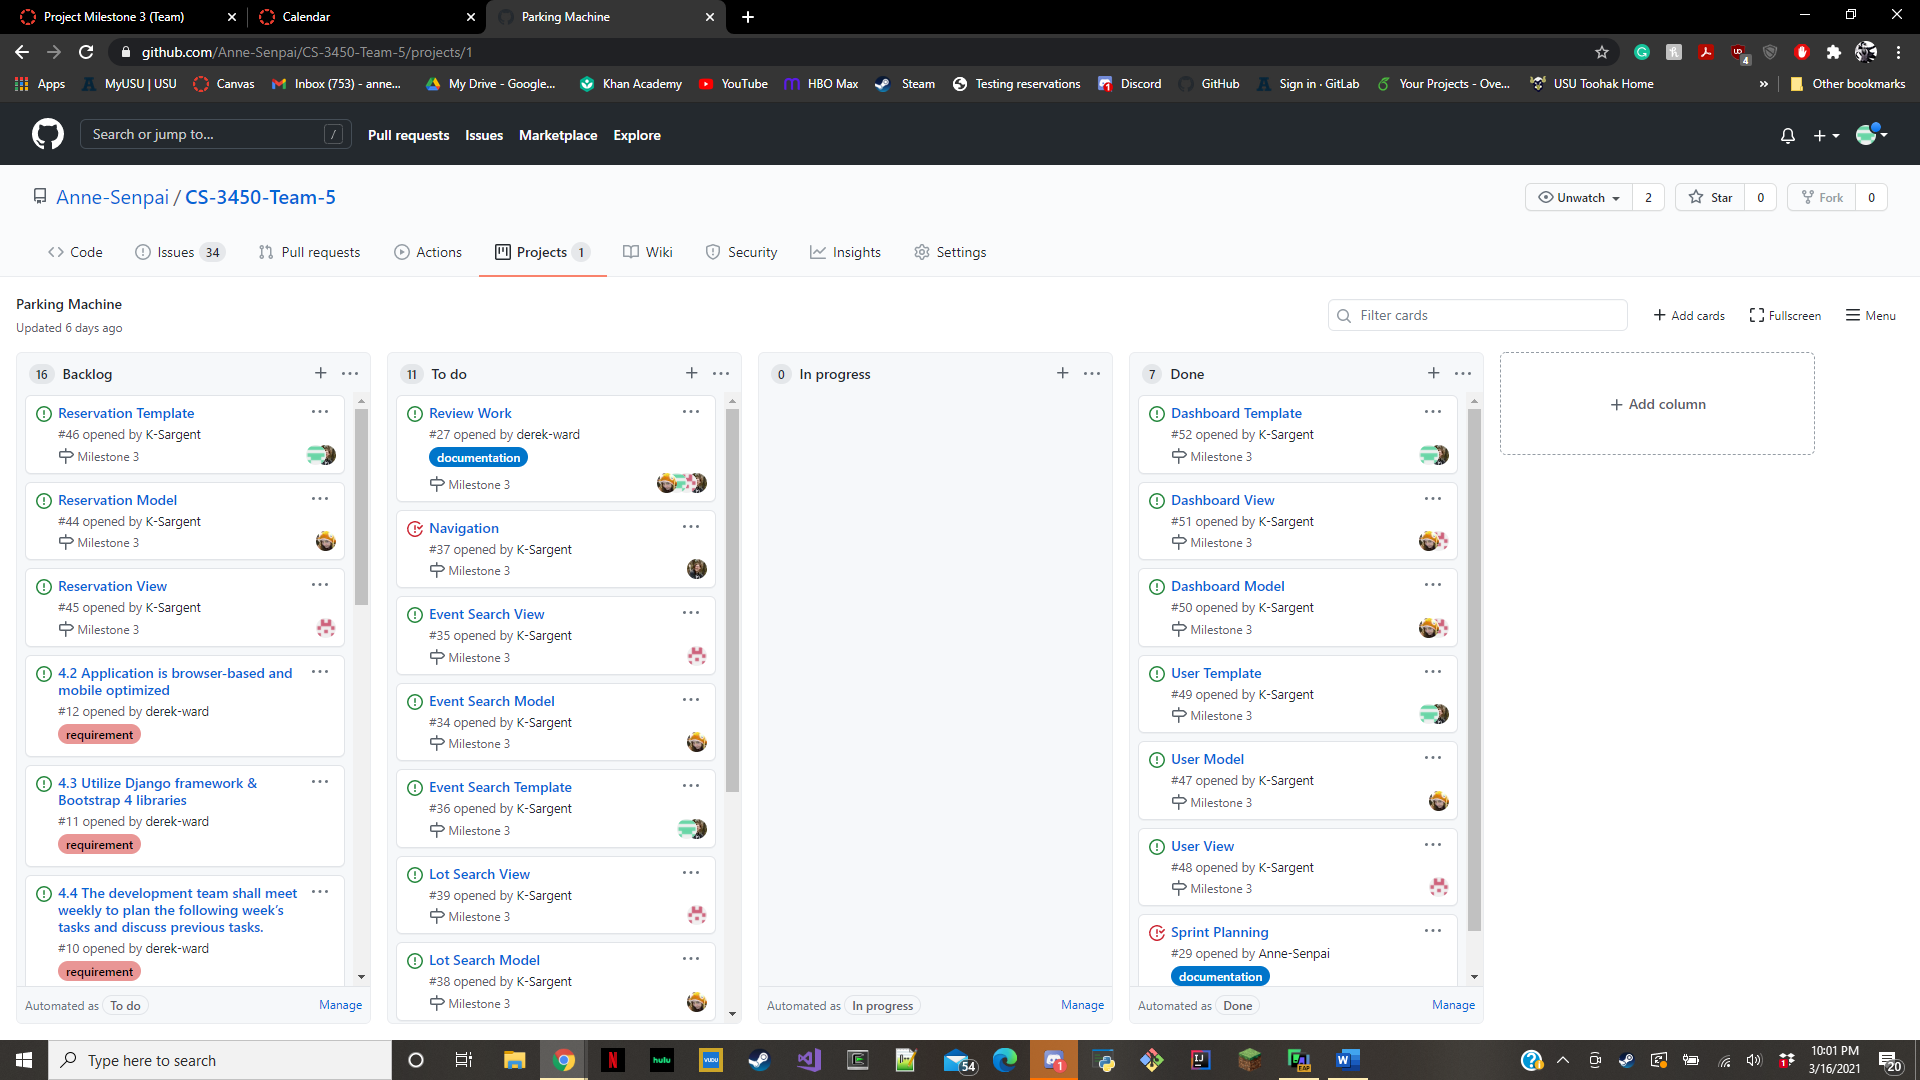 Project Milestone 3 (Team)
Calendar
Parking Machine
github.com/Anne-Senpai/CS-3450-Team-5/projects/1
4
Apps
MyUSU | USU
Canvas
Inbox (753) - anne...
My Drive - Google...
Khan Academy
YouTube
HBO Max
Steam
Testing reservations
Discord
GitHub
Sign in · GitLab
Your Projects - Ove...
USU Toohak Home
»
Other bookmarks
Search or jump to...
/
Pull requests
Issues
Marketplace
Explore
Anne-Senpai / CS-3450-Team-5
Unwatch
2
Star
0
Fork
0
Code
Issues 34
Pull requests
Actions
Projects 1
Wiki
Security
Insights
Settings
Parking Machine
Updated 6 days ago
Filter cards
+ Add cards
Fullscreen
Menu
16 Backlog
Reservation Template
#46 opened by K-Sargent
Milestone 3
Reservation Model
#44 opened by K-Sargent
Milestone 3
Reservation View
#45 opened by K-Sargent
Milestone 3
4.2 Application is browser-based and
mobile optimized
#12 opened by derek-ward
requirement
4.3 Utilize Django framework &
Bootstrap 4 libraries
#11 opened by derek-ward
requirement
4.4 The development team shall meet
weekly to plan the following week's
tasks and discuss previous tasks.
#10 opened by derek-ward
requirement
Automated as To do
Manage
11 To do
Review Work
#27 opened by derek-ward
documentation
Milestone 3
Navigation
#37 opened by K-Sargent
Milestone 3
Event Search View
#35 opened by K-Sargent
Milestone 3
Event Search Model
#34 opened by K-Sargent
Milestone 3
Event Search Template
#36 opened by K-Sargent
Milestone 3
Lot Search View
#39 opened by K-Sargent
Milestone 3
Lot Search Model
#38 opened by K-Sargent
Milestone 3
0 In progress
Automated as In progress
Manage
7 Done
Dashboard Template
#52 opened by K-Sargent
Milestone 3
Dashboard View
#51 opened by K-Sargent
Milestone 3
Dashboard Model
#50 opened by K-Sargent
Milestone 3
User Template
#49 opened by K-Sargent
Milestone 3
User Model
#47 opened by K-Sargent
Milestone 3
User View
#48 opened by K-Sargent
Milestone 3
Sprint Planning
#29 opened by Anne-Senpai
documentation
Automated as Done
Manage
+ Add column
Type here to search
N
hulu
VUDU
54
1
IJ
EAP
W
10:01 PM
3/16/2021
20